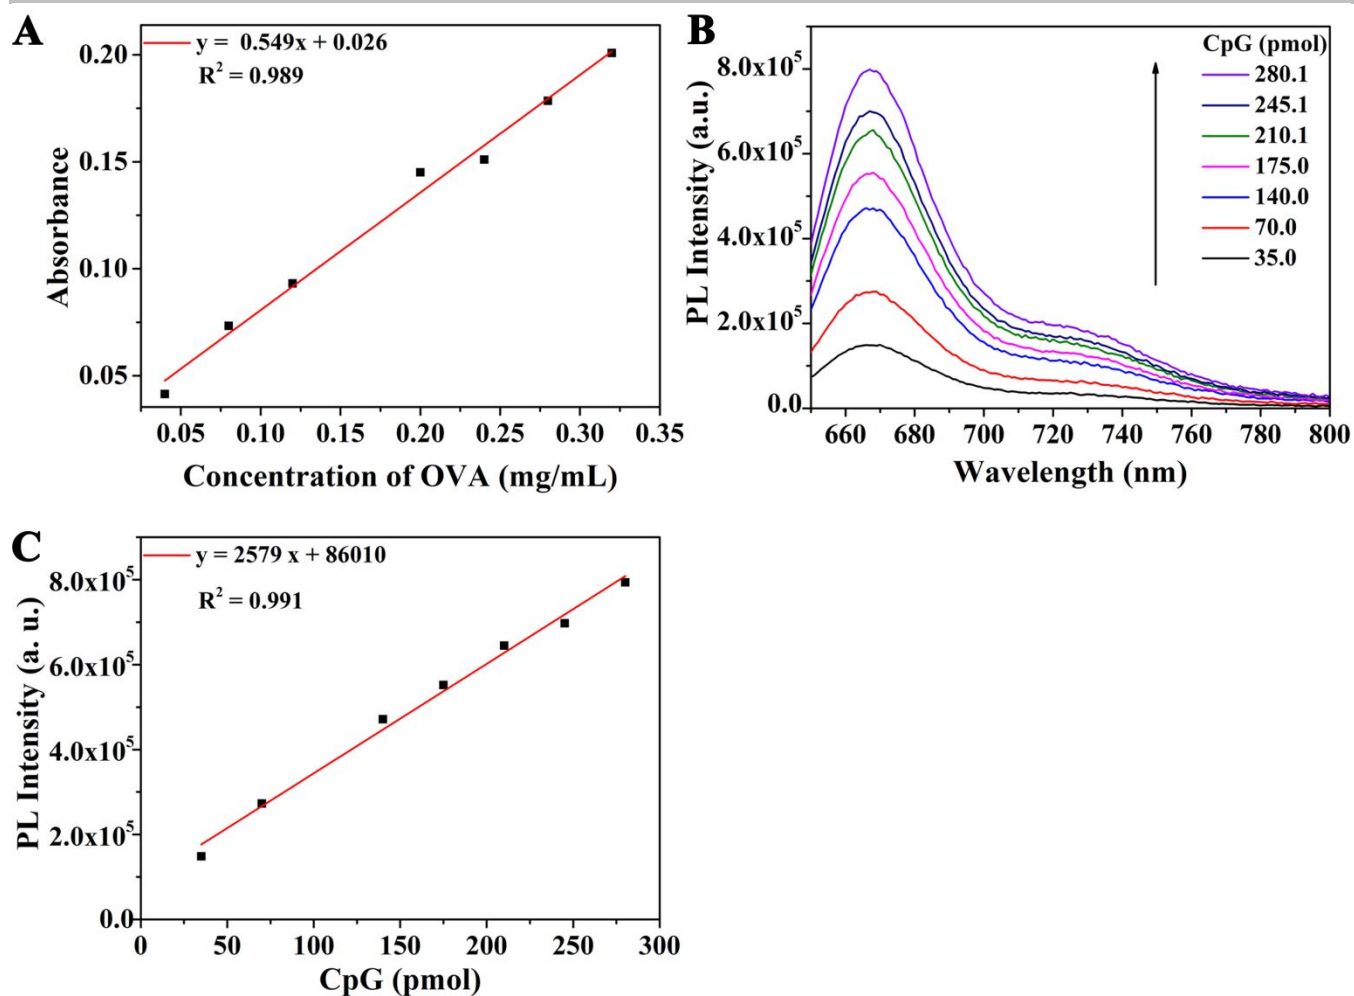 A
y = 0.549x + 0.026
R² = 0.989
0.20
0.15
0.10
0.05
Absorbance
0.05 0.10 0.15 0.20 0.25 0.30 0.35
Concentration of OVA (mg/mL)
B
CpG (pmol)
280.1
245.1
210.1
175.0
140.0
70.0
35.0
8.0x10⁵
6.0x10⁵
4.0x10⁵
2.0x10⁵
0.0
PL Intensity (a.u.)
660 680 700 720 740 760 780 800
Wavelength (nm)
C
y = 2579 x + 86010
R² = 0.991
8.0x10⁵
6.0x10⁵
4.0x10⁵
2.0x10⁵
0.0
PL Intensity (a. u.)
0 50 100 150 200 250 300
CpG (pmol)